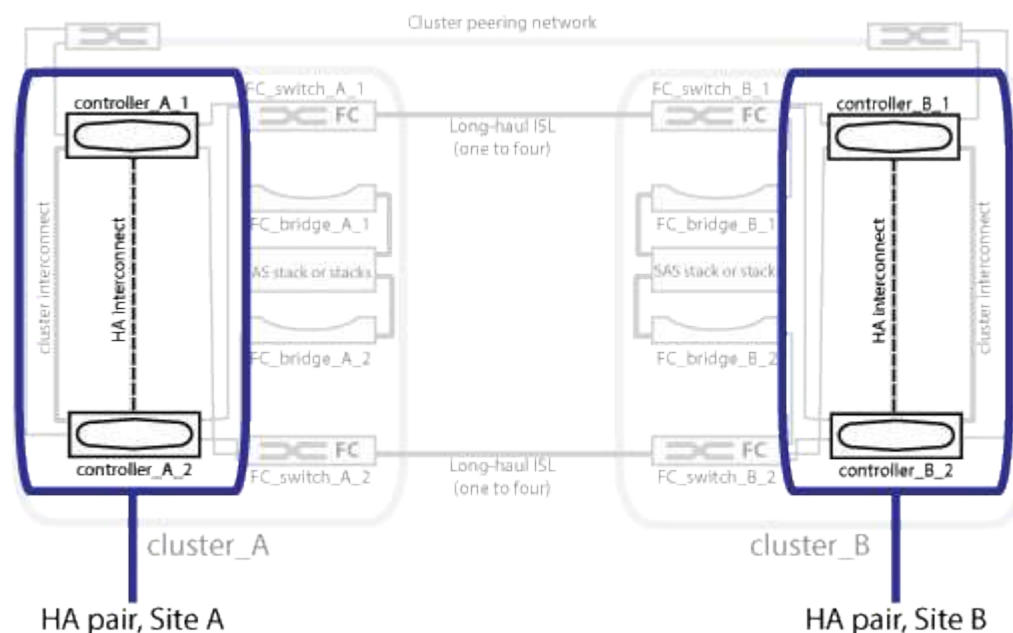 Cluster peering network
controller_A_1
FC_switch_A_1
FC
Long-haul ISL
(one to four)
FC_switch_B_1
FC
controller_B_1
cluster interconnect
HA interconnect
FC_bridge_A_1
AS stack or stacks
FC_bridge_A_2
FC_bridge_B_1
SAS stack or stack
FC_bridge_B_2
HA interconnect
cluster interconnect
controller_A_2
FC
FC_switch_A_2
Long-haul ISL
(one to four)
FC
FC_switch_B_2
controller_B_2
cluster_A
cluster_B
HA pair, Site A
HA pair, Site B